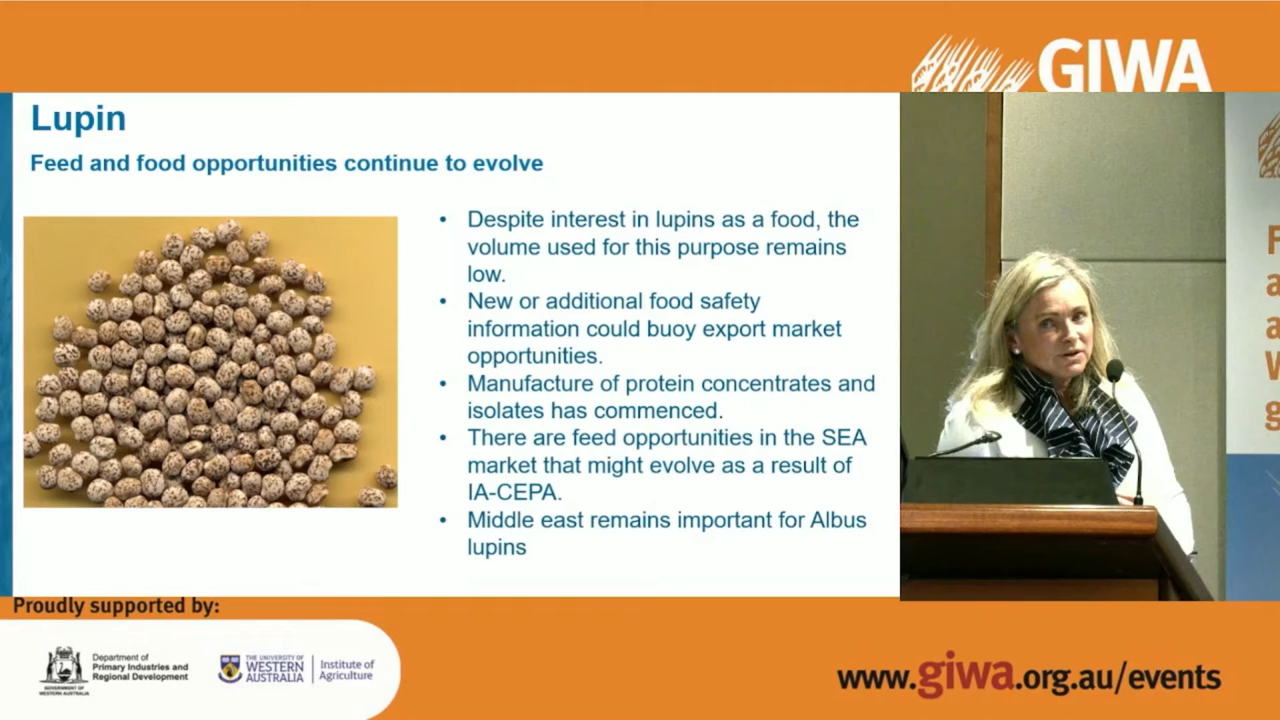 GIWA
Lupin
Feed and food opportunities continue to evolve
• Despite interest in lupins as a food, the
volume used for this purpose remains
low.
• New or additional food safety
information could buoy export market
opportunities.
• Manufacture of protein concentrates and
isolates has commenced.
• There are feed opportunities in the SEA
market that might evolve as a result of
IA-CEPA.
• Middle east remains important for Albus
lupins
Proudly supported by:
GOVERNMENT OF
WESTERN AUSTRALIA
Department of
Primary Industries and
Regional Development
THE UNIVERSITY OF
WESTERN
AUSTRALIA
Institute of
Agriculture
www.giwa.org.au/events